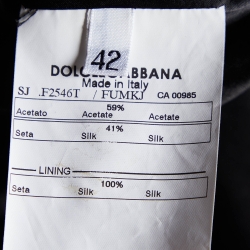 42
DOLCE&GABBANA
Made in Italy
SJ .F2546T / FUMKJ CA 00985
59%
Acetato Acetate Acetate
41%
Seta Silk Silk
LINING
100%
Seta Silk Silk